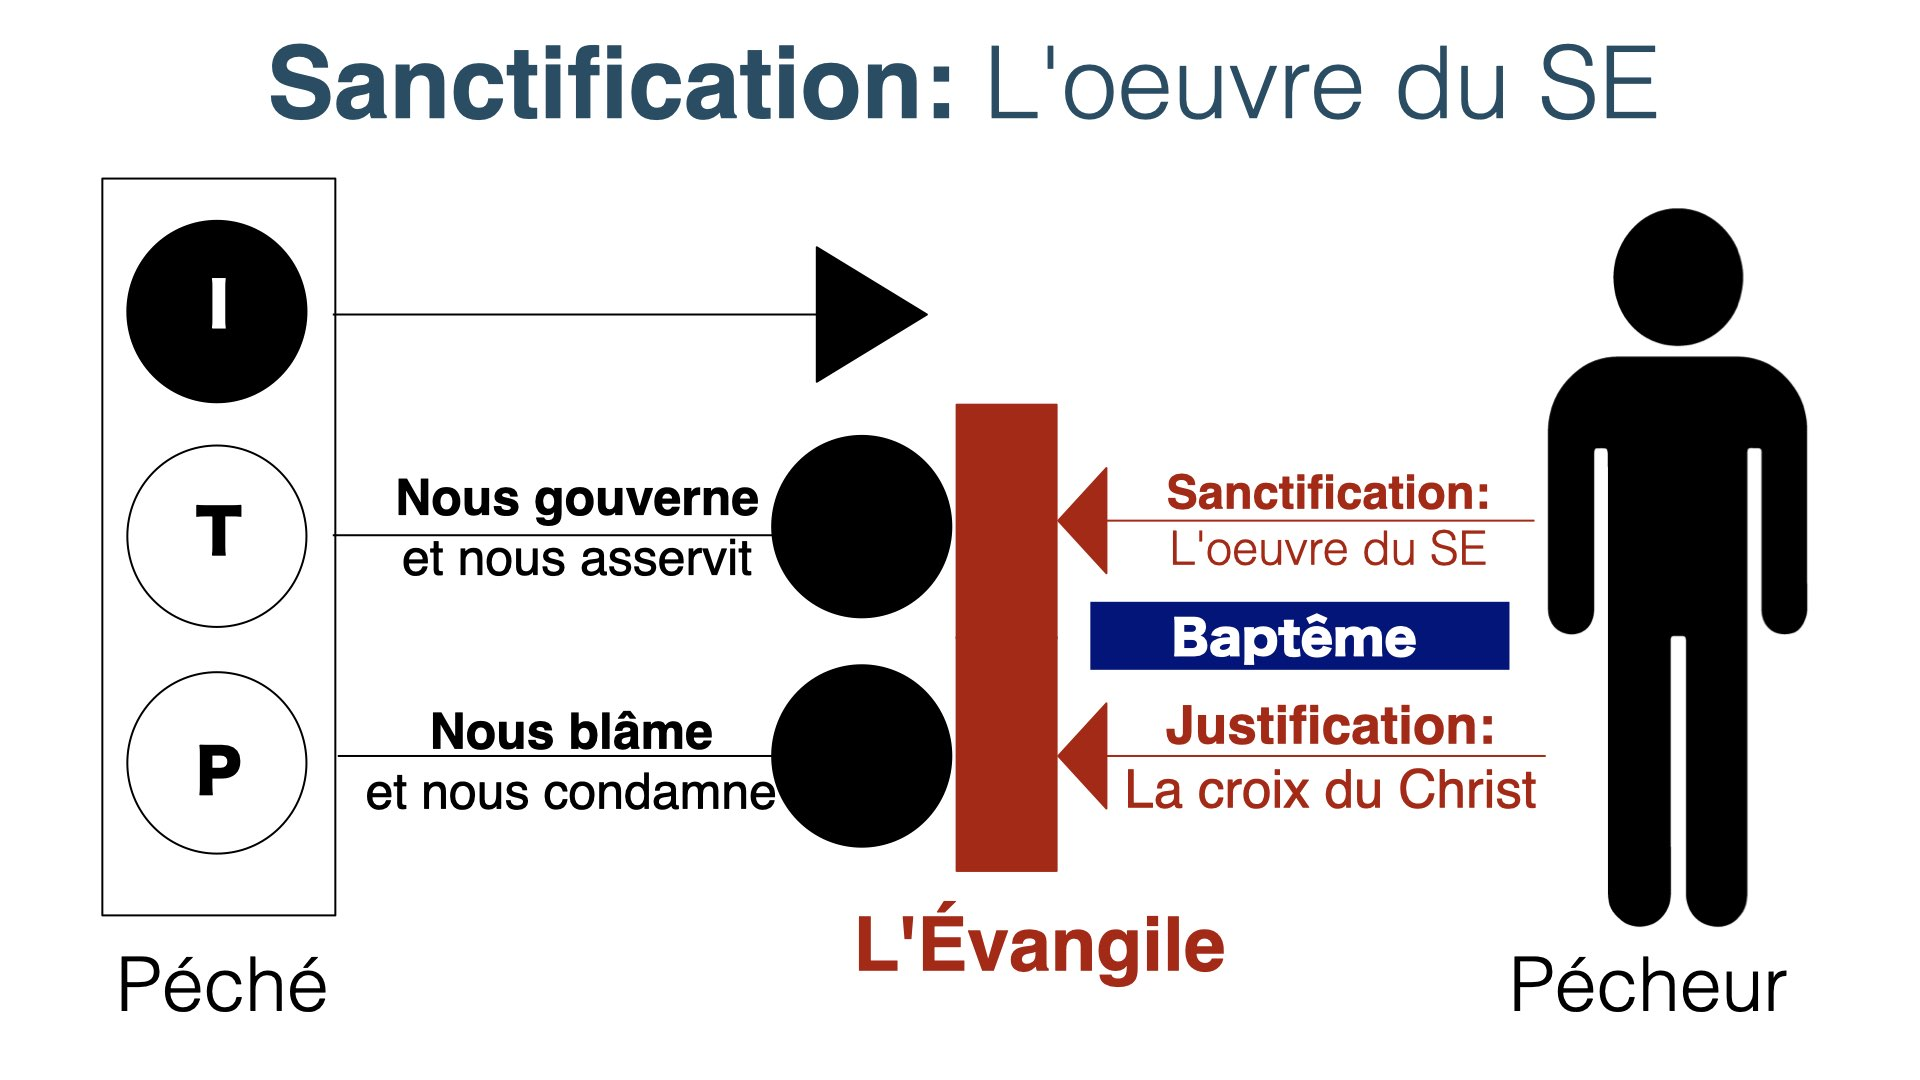 Sanctification: L'oeuvre du SE
I
T
Nous gouverne
et nous asservit
Sanctification:
L'oeuvre du SE
Baptême
P
Nous blâme
et nous condamne
Justification:
La croix du Christ
L'Évangile
Péché
Pécheur